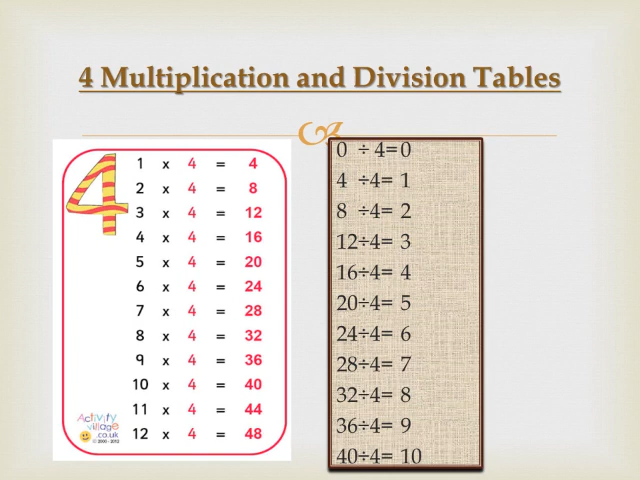 4 Multiplication and Division Tables
4
1 x 4 = 4
2 x 4 = 8
3 x 4 = 12
4 x 4 = 16
5 x 4 = 20
6 x 4 = 24
7 x 4 = 28
8 x 4 = 32
9 x 4 = 36
10 x 4 = 40
11 x 4 = 44
12 x 4 = 48
Activity
village
.co.uk
© 2000 - 2012
0 ÷ 4= 0
4 ÷4= 1
8 ÷4= 2
12÷4= 3
16÷4= 4
20÷4= 5
24÷4= 6
28÷4= 7
32÷4= 8
36÷4= 9
40÷4= 10